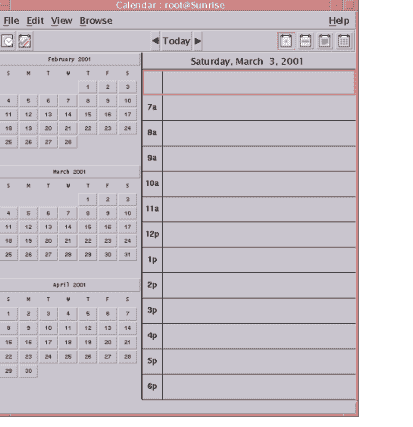 Calendar : root@Sunrise
File Edit View Browse Help
Today
February 2001
S M T W T F S
1 2 3
4 5 6 7 8 9 10
11 12 13 14 15 16 17
18 19 20 21 22 23 24
25 26 27 28
March 2001
S M T W T F S
1 2 3
4 5 6 7 8 9 10
11 12 13 14 15 16 17
18 19 20 21 22 23 24
25 26 27 28 29 30 31
April 2001
S M T W T F S
1 2 3 4 5 6 7
8 9 10 11 12 13 14
15 16 17 18 19 20 21
22 23 24 25 26 27 28
29 30
Saturday, March 3, 2001
7a
8a
9a
10a
11a
12p
1p
2p
3p
4p
5p
6p